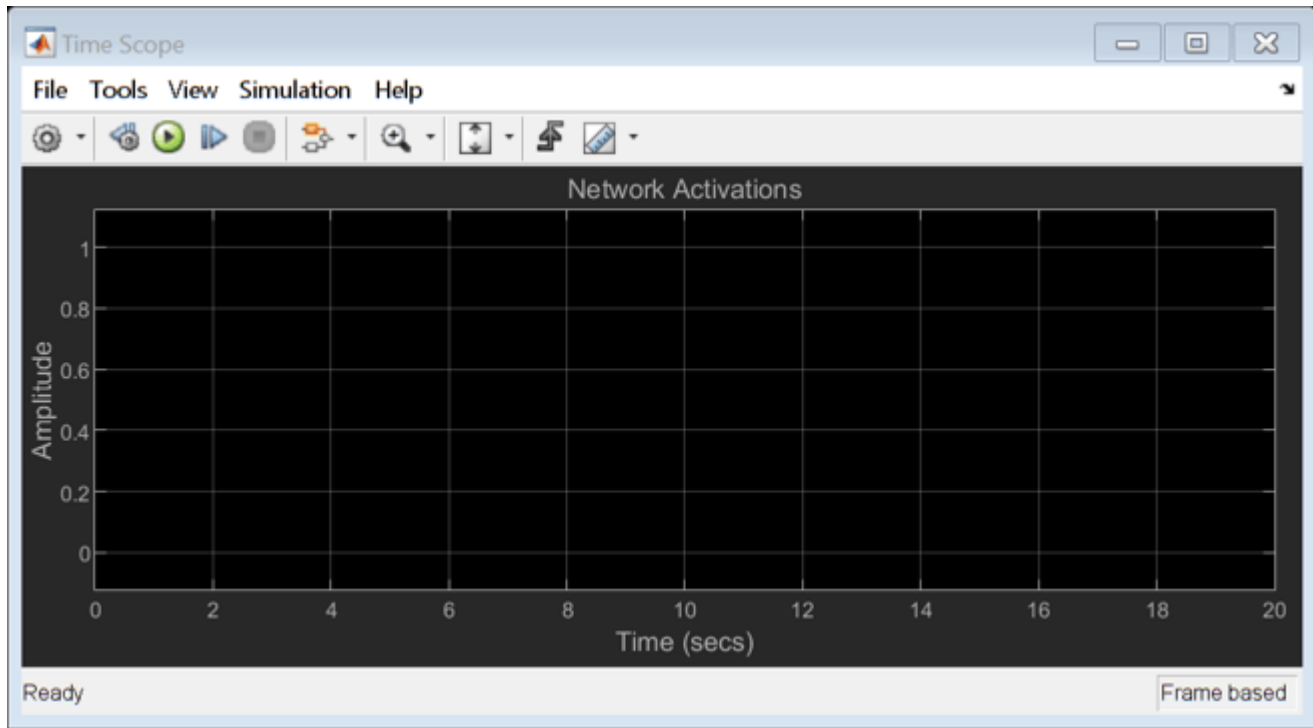 Time Scope
File Tools View Simulation Help
Network Activations
1
0.8
0.6
0.4
0.2
0
Amplitude
0 2 4 6 8 10 12 14 16 18 20
Time (secs)
Ready Frame based